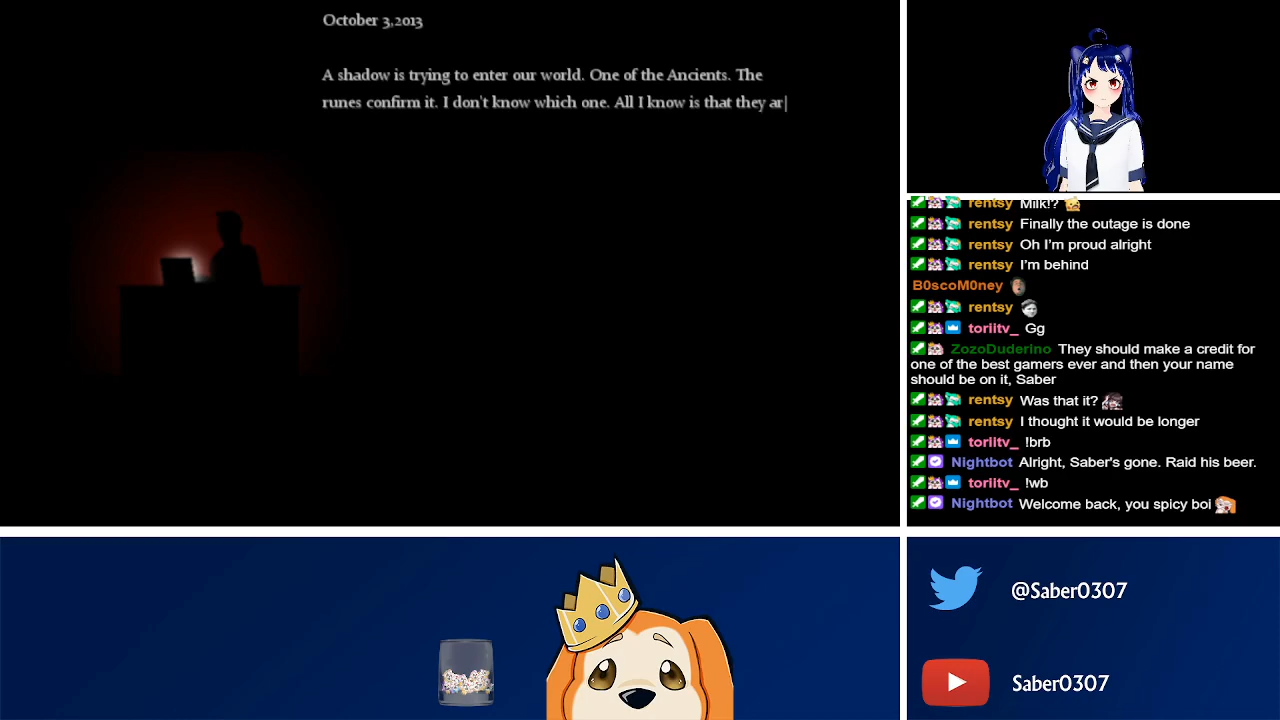 October 3,2013
A shadow is trying to enter our world. One of the Ancients. The
runes confirm it. I don't know which one. All I know is that they ar
rentsy Milk!?
rentsy Finally the outage is done
rentsy Oh I'm proud alright
rentsy I'm behind
B0scoM0ney
rentsy
toriitv_ Gg
ZozoDuderino They should make a credit for
one of the best gamers ever and then your name
should be on it, Saber
rentsy Was that it?
rentsy I thought it would be longer
toriitv_ !brb
Nightbot Alright, Saber's gone. Raid his beer.
toriitv_ !wb
Nightbot Welcome back, you spicy boi
@Saber0307
Saber0307